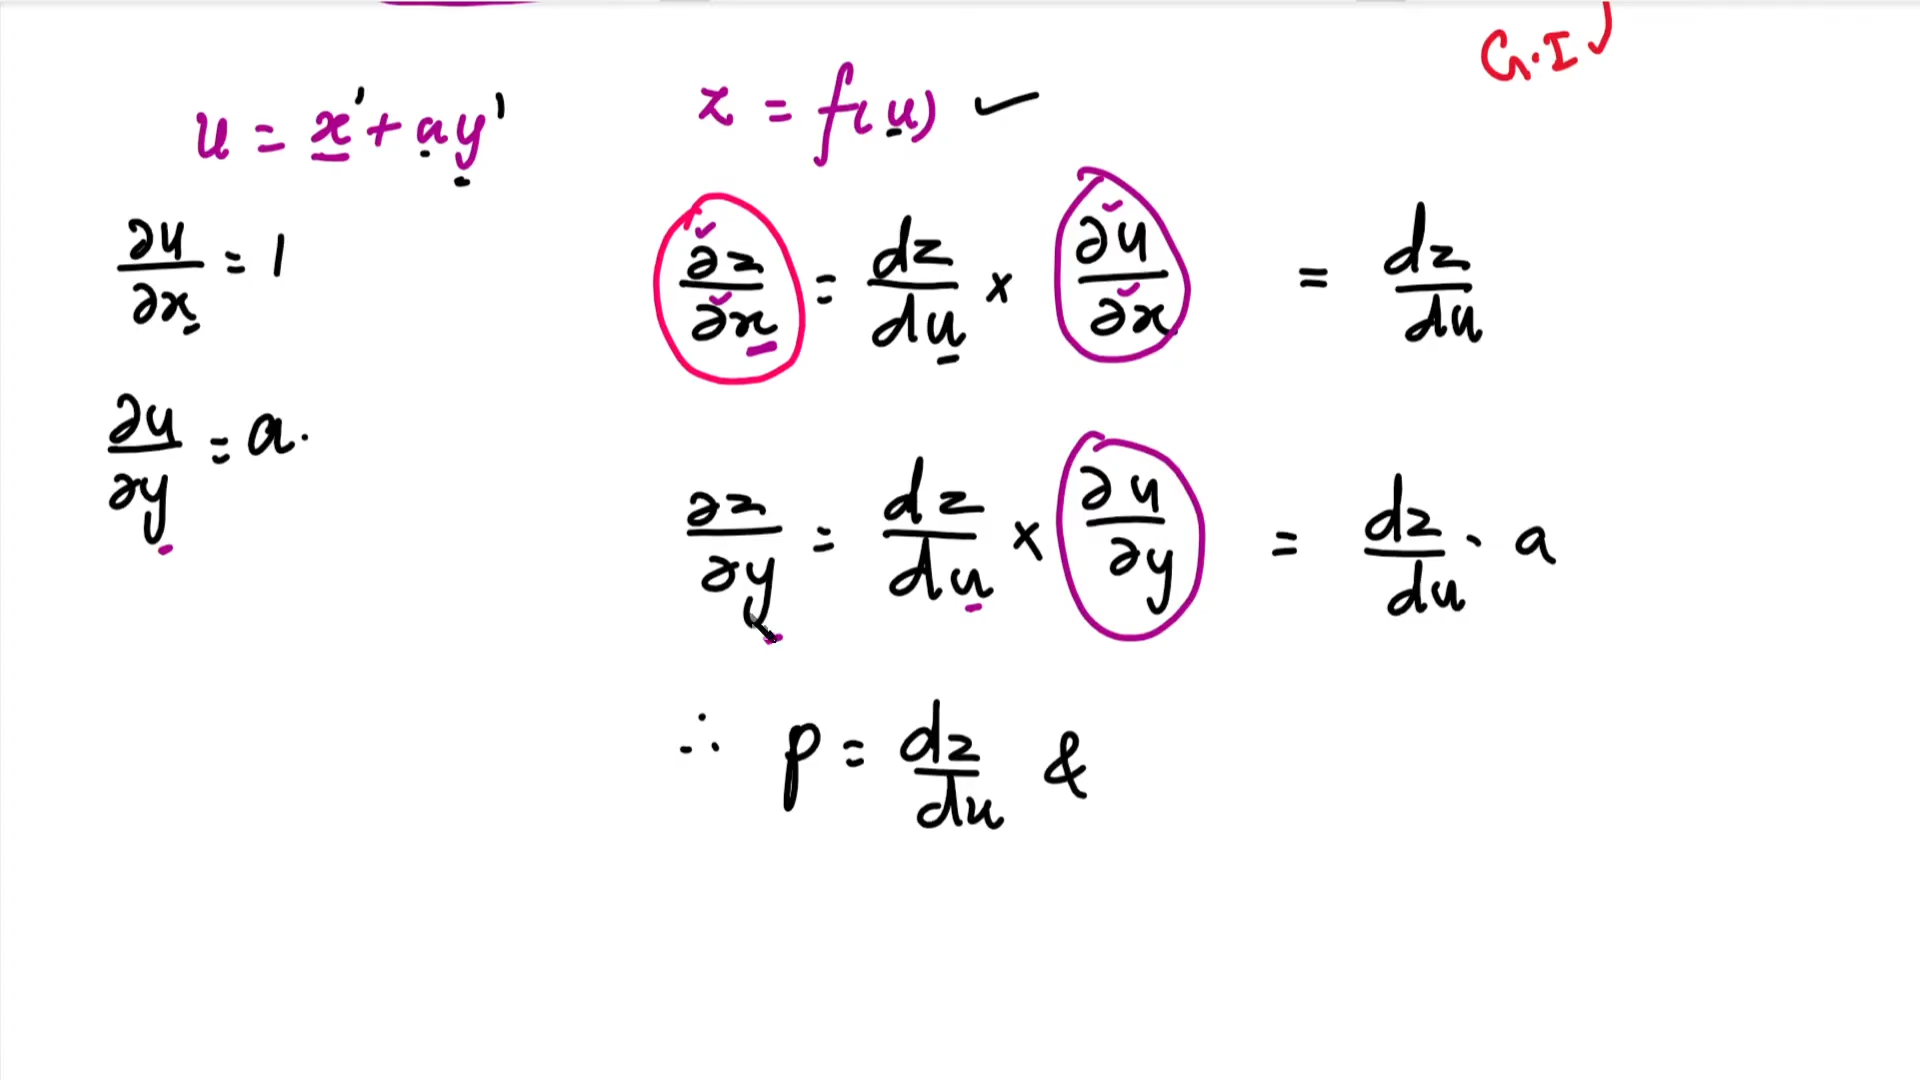 G.I
u = x' + ay'
z = f(u) ✓
∂u/∂x = 1
∂z/∂x = dz/du × ∂u/∂x = dz/du
∂u/∂y = a.
∂z/∂y = dz/du × ∂u/∂y = dz/du · a
∴ p = dz/du &